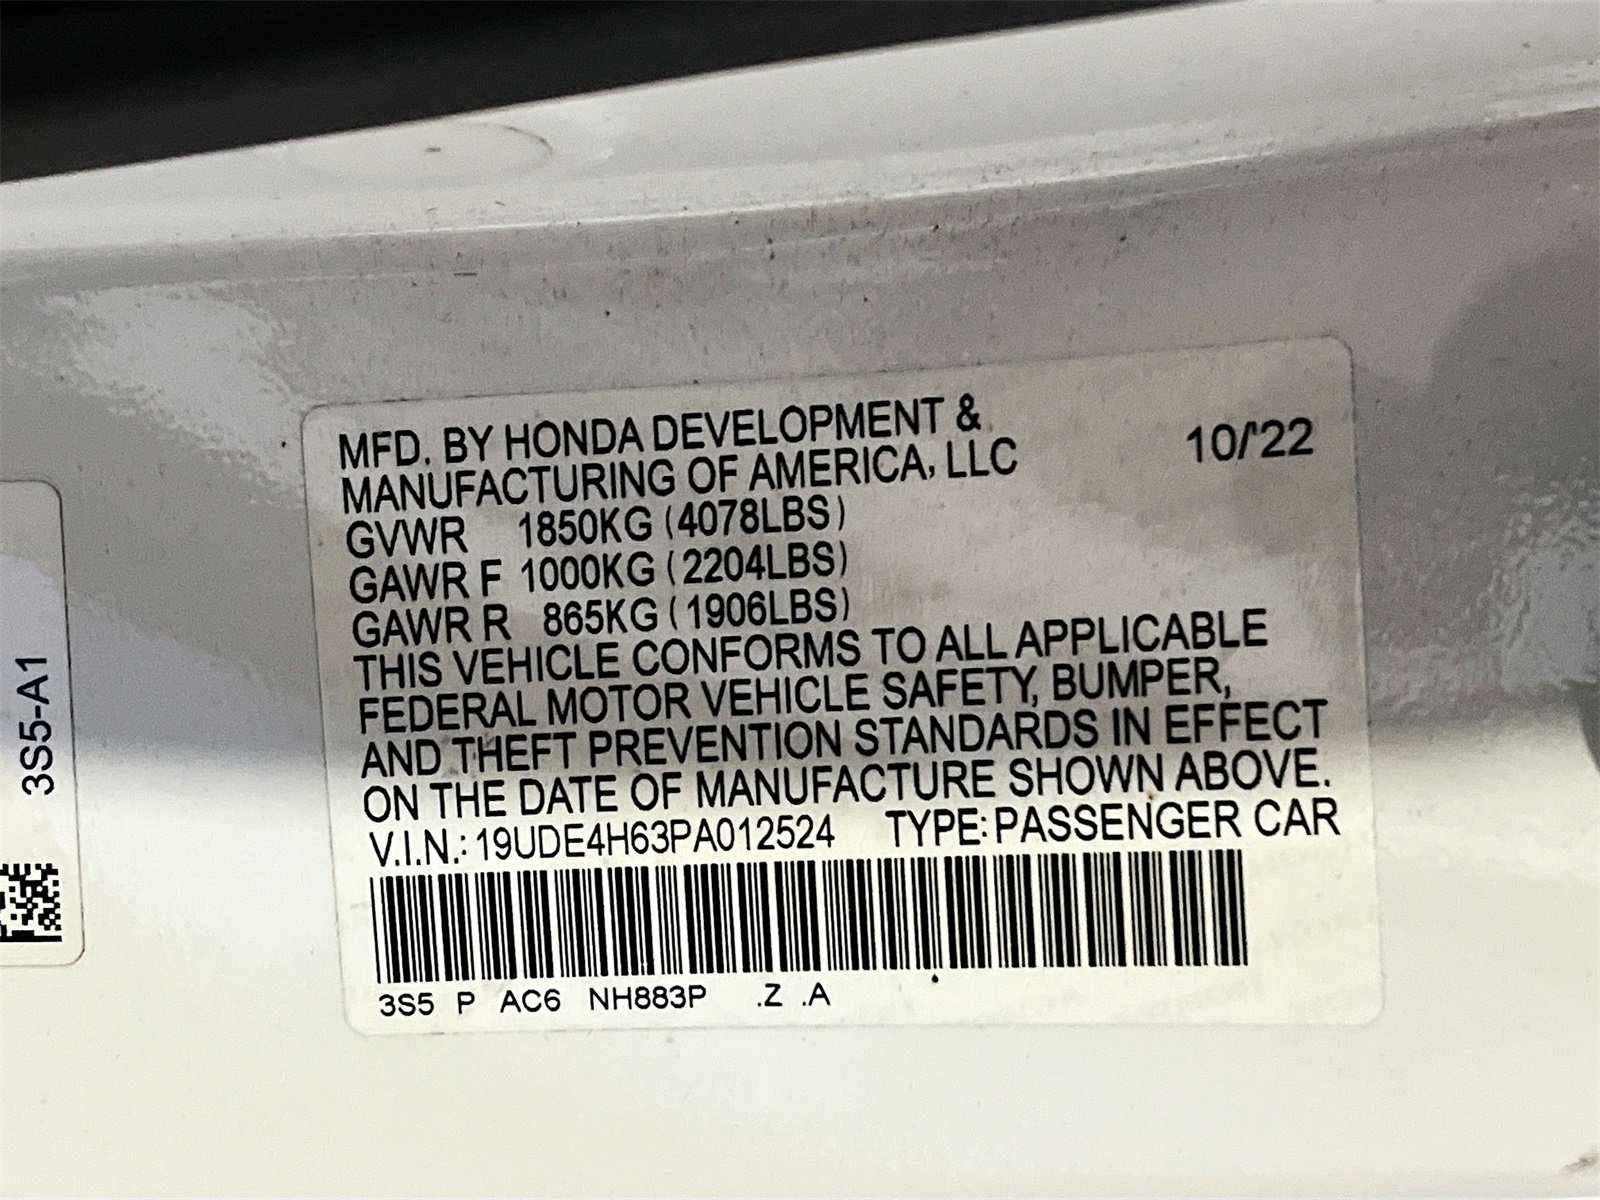 MFD. BY HONDA DEVELOPMENT &
MANUFACTURING OF AMERICA, LLC 10/'22
GVWR 1850KG (4078LBS)
GAWR F 1000KG (2204LBS)
GAWR R 865KG (1906LBS)
THIS VEHICLE CONFORMS TO ALL APPLICABLE
FEDERAL MOTOR VEHICLE SAFETY, BUMPER,
AND THEFT PREVENTION STANDARDS IN EFFECT
ON THE DATE OF MANUFACTURE SHOWN ABOVE.
V.I.N.: 19UDE4H63PA012524 TYPE: PASSENGER CAR
3S5 P AC6 NH883P .Z .A
3S5-A1